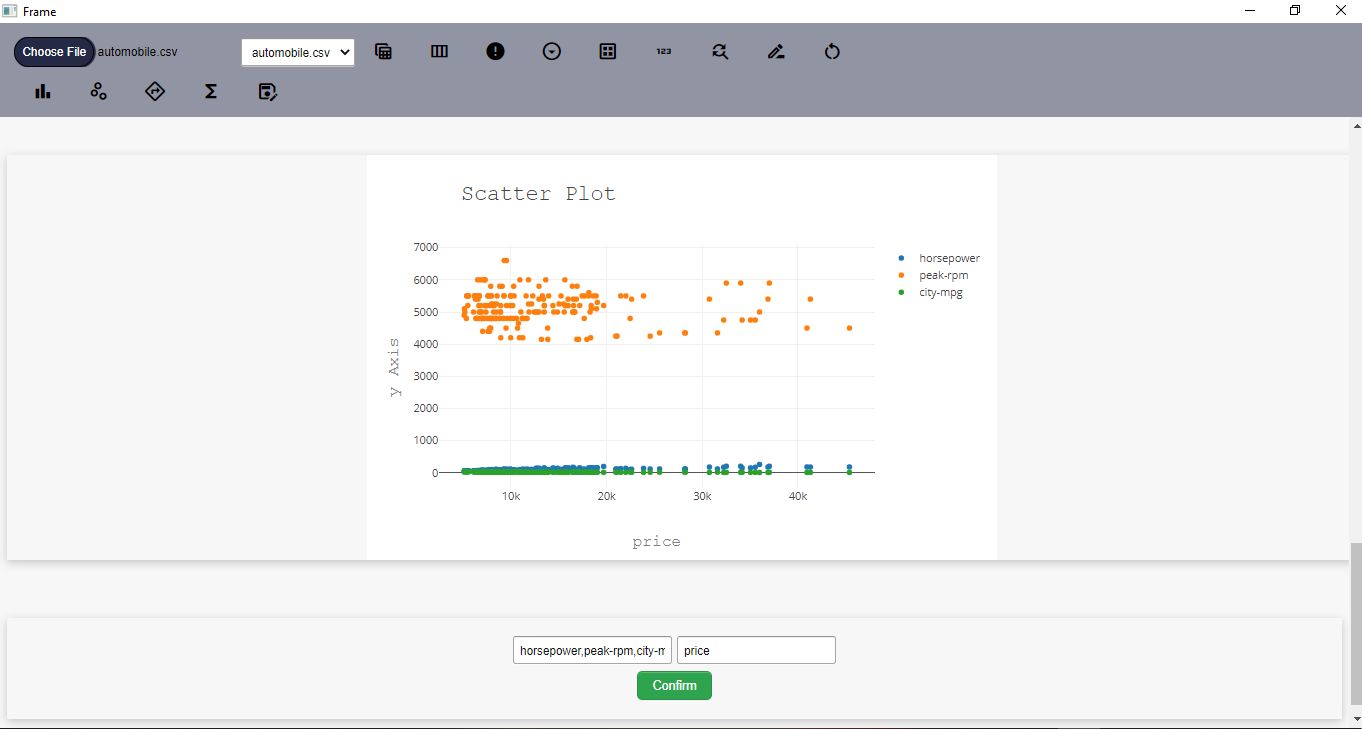 Frame
Choose File automobile.csv automobile.csv 123
Scatter Plot
7000
6000
5000
4000
3000
2000
1000
0
y Axis
10k 20k 30k 40k
price
horsepower
peak-rpm
city-mpg
horsepower,peak-rpm,city-m price
Confirm